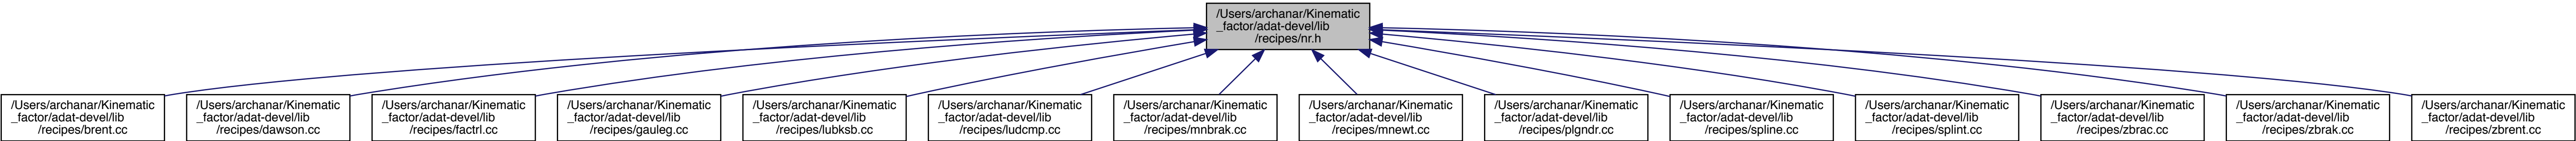 /Users/archanar/Kinematic
_factor/adat-devel/lib
/recipes/nr.h
/Users/archanar/Kinematic
_factor/adat-devel/lib
/recipes/brent.cc
/Users/archanar/Kinematic
_factor/adat-devel/lib
/recipes/dawson.cc
/Users/archanar/Kinematic
_factor/adat-devel/lib
/recipes/factrl.cc
/Users/archanar/Kinematic
_factor/adat-devel/lib
/recipes/gauleg.cc
/Users/archanar/Kinematic
_factor/adat-devel/lib
/recipes/lubksb.cc
/Users/archanar/Kinematic
_factor/adat-devel/lib
/recipes/ludcmp.cc
/Users/archanar/Kinematic
_factor/adat-devel/lib
/recipes/mnbrak.cc
/Users/archanar/Kinematic
_factor/adat-devel/lib
/recipes/mnewt.cc
/Users/archanar/Kinematic
_factor/adat-devel/lib
/recipes/plgndr.cc
/Users/archanar/Kinematic
_factor/adat-devel/lib
/recipes/spline.cc
/Users/archanar/Kinematic
_factor/adat-devel/lib
/recipes/splint.cc
/Users/archanar/Kinematic
_factor/adat-devel/lib
/recipes/zbrac.cc
/Users/archanar/Kinematic
_factor/adat-devel/lib
/recipes/zbrak.cc
/Users/archanar/Kinematic
_factor/adat-devel/lib
/recipes/zbrent.cc